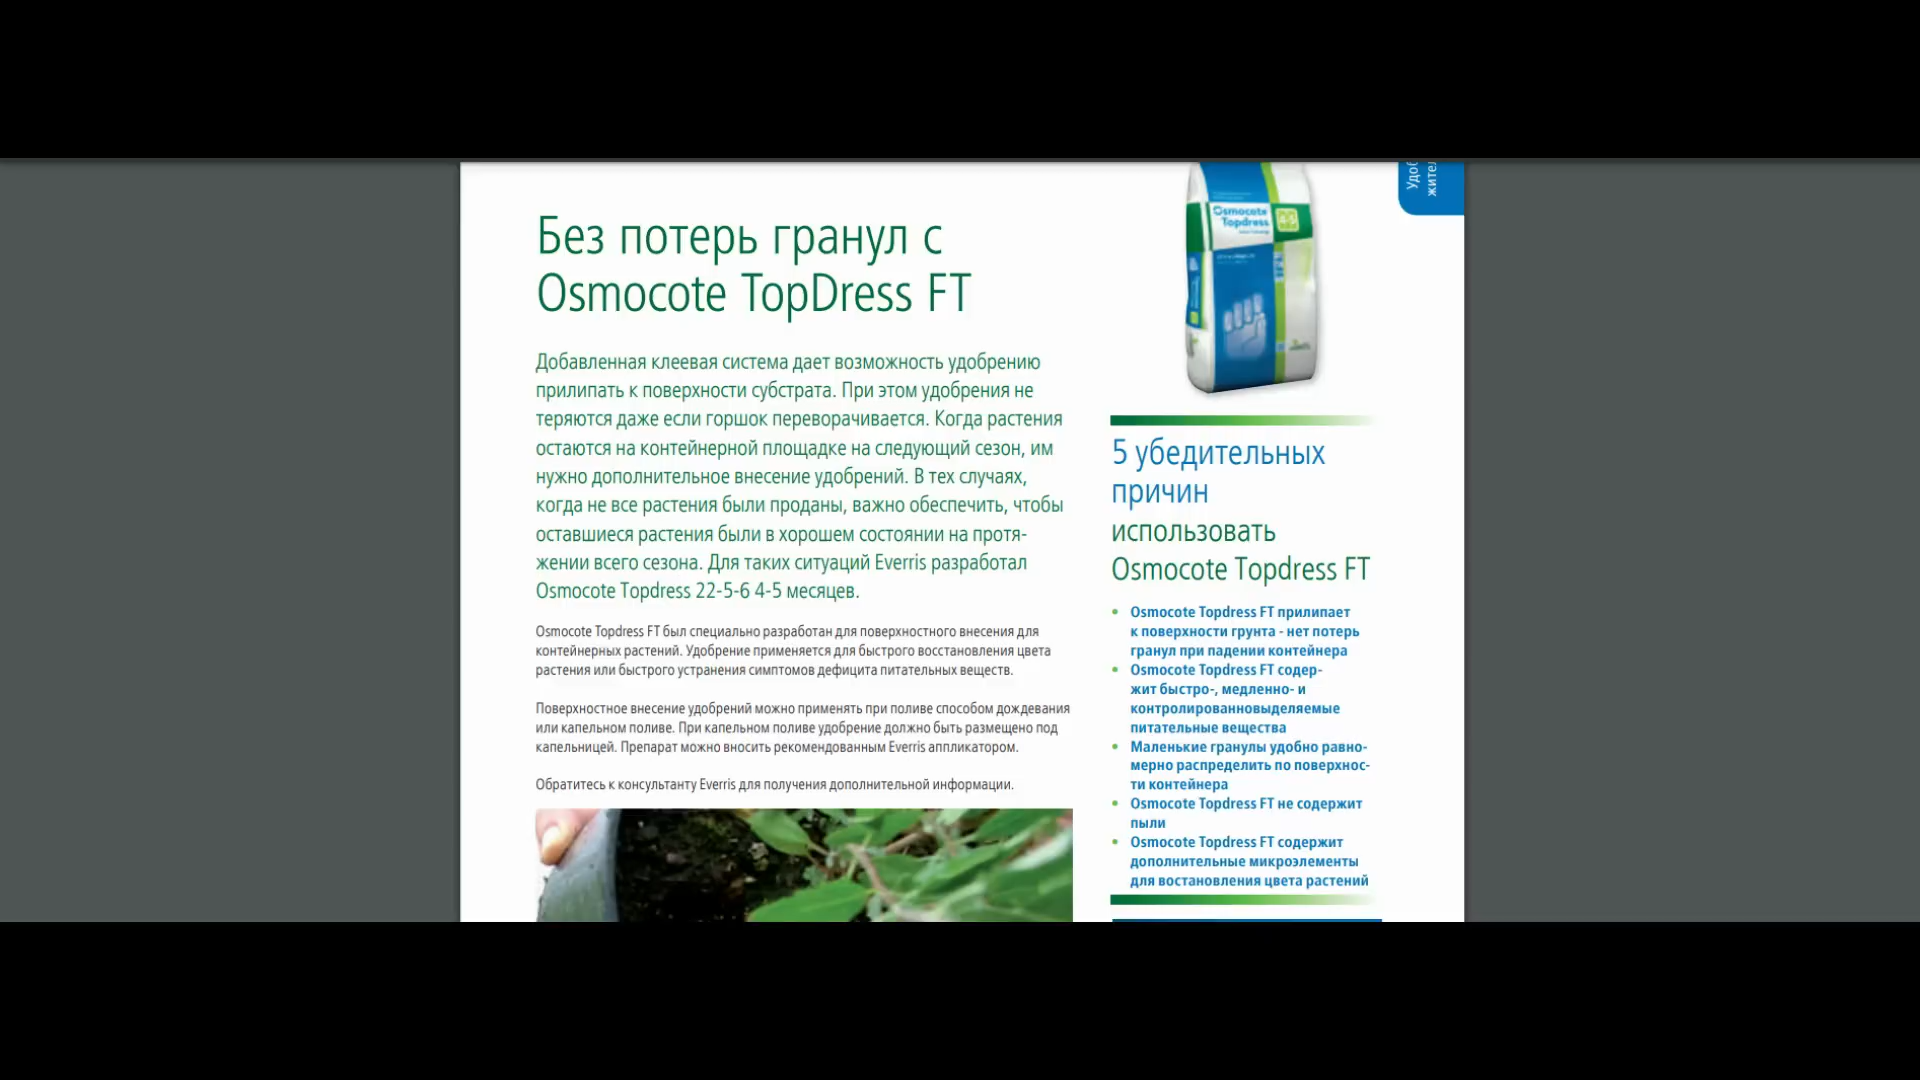 Без потерь гранул с
Osmocote TopDress FT
Добавленная клеевая система дает возможность удобрению
прилипать к поверхности субстрата. При этом удобрения не
теряются даже если горшок переворачивается. Когда растения
остаются на контейнерной площадке на следующий сезон, им
нужно дополнительное внесение удобрений. В тех случаях,
когда не все растения были проданы, важно обеспечить, чтобы
оставшиеся растения были в хорошем состоянии на протя-
жении всего сезона. Для таких ситуаций Everris разработал
Osmocote Topdress 22-5-6 4-5 месяцев.
Osmocote Topdress FT был специально разработан для поверхностного внесения для
контейнерных растений. Удобрение применяется для быстрого восстановления цвета
растения или быстрого устранения симптомов дефицита питательных веществ.
Поверхностное внесение удобрений можно применять при поливе способом дождевания
или капельном поливе. При капельном поливе удобрение должно быть размещено под
капельницей. Препарат можно вносить рекомендованным Everris аппликатором.
Обратитесь к консультанту Everris для получения дополнительной информации.
Osmocote
Topdress
4-5
5 убедительных
причин
использовать
Osmocote Topdress FT
• Osmocote Topdress FT прилипает
к поверхности грунта - нет потерь
гранул при падении контейнера
• Osmocote Topdress FT содер-
жит быстро-, медленно- и
контролированновыделяемые
питательные вещества
• Маленькие гранулы удобно равно-
мерно распределить по поверхнос-
ти контейнера
• Osmocote Topdress FT не содержит
пыли
• Osmocote Topdress FT содержит
дополнительные микроэлементы
для востановления цвета растений